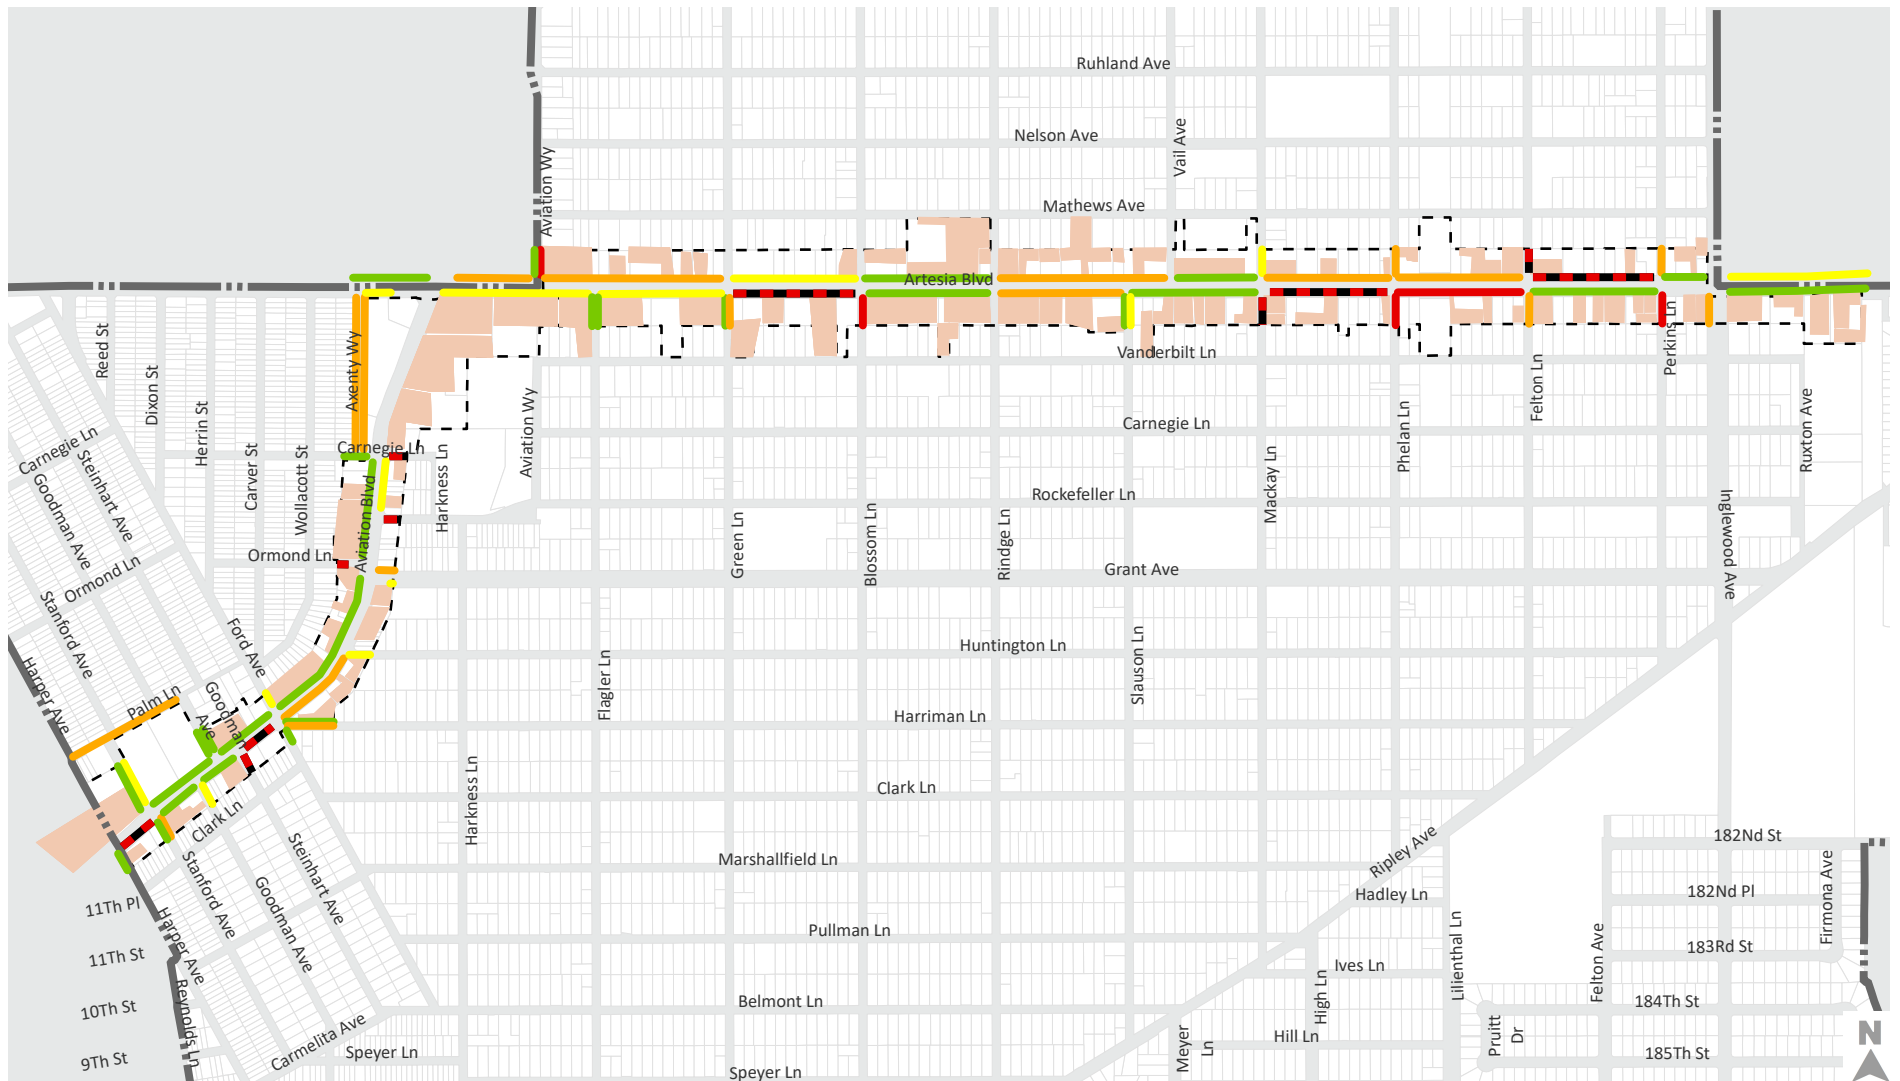 Ruhland Ave
Nelson Ave
Vail Ave
Aviation Wy
Mathews Ave
Artesia Blvd
Reed St
Dixon St
Herrin St
Carver St
Wollacott St
Axenty Wy
Carnegie Ln
Harkness Ln
Aviation Wy
Vanderbilt Ln
Carnegie Ln
Rockefeller Ln
Mackay Ln
Phelan Ln
Felton Ln
Perkins Ln
Ruxton Ave
Inglewood Ave
Carnegie Ln
Steinhart Ave
Goodman Ave
Ormond Ln
Ormond Ln
Aviation Blvd
Green Ln
Blossom Ln
Rindge Ln
Grant Ave
Stanford Ave
Ford Ave
Harper Ave
Palm Ln
Goodman
Ave
Huntington Ln
Flagler Ln
Slauson Ln
Harriman Ln
Clark Ln
Harkness Ln
Clark Ln
Steinhart Ave
Stanford Ave
Goodman Ave
Marshallfield Ln
Ripley Ave
Hadley Ln
182Nd St
182Nd Pl
Firmona Ave
183Rd St
11Th Pl
11Th St
10Th St
9Th St
Harper Ave
Reynolds Ln
Pullman Ln
Ives Ln
Lilienthal Ln
Felton Ave
High Ln
Belmont Ln
184Th St
Carmelita Ave
Speyer Ln
Speyer Ln
Meyer
Ln
Hill Ln
Pruitt
Dr
185Th St
N